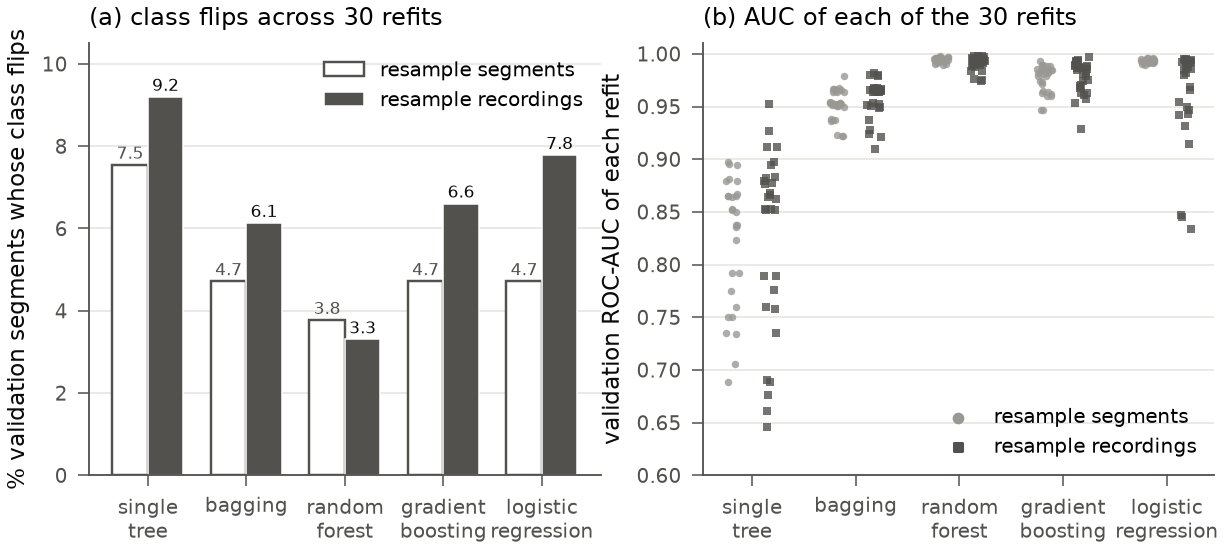 (a) class flips across 30 refits
% validation segments whose class flips
10
8
6
4
2
0
resample segments
resample recordings
7.5
9.2
4.7
6.1
3.8
3.3
4.7
6.6
4.7
7.8
single
tree
bagging
random
forest
gradient
boosting
logistic
regression
(b) AUC of each of the 30 refits
validation ROC-AUC of each refit
1.00
0.95
0.90
0.85
0.80
0.75
0.70
0.65
0.60
resample segments
resample recordings
single
tree
bagging
random
forest
gradient
boosting
logistic
regression